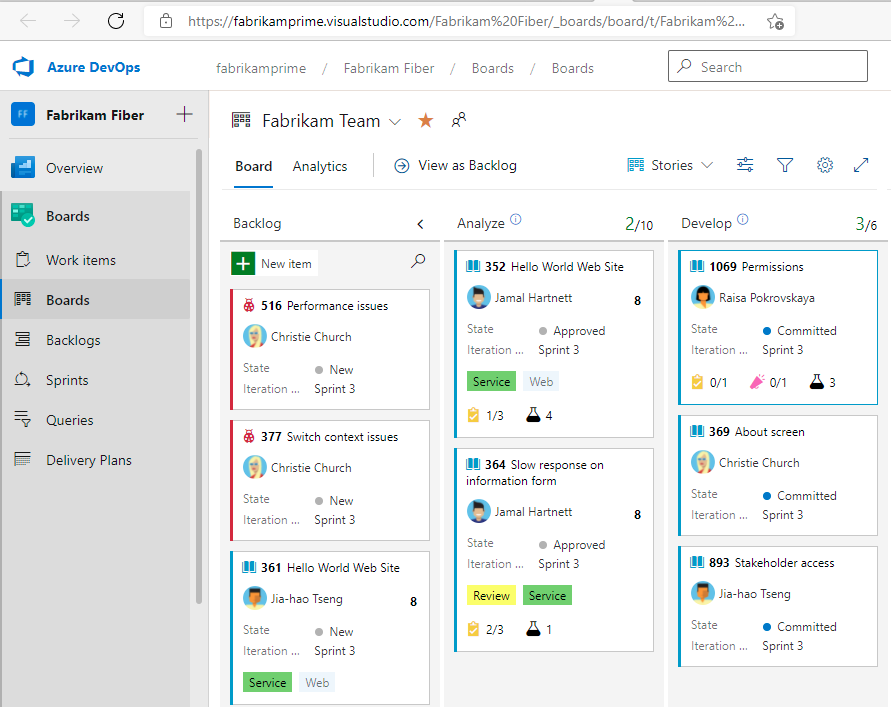 https://fabrikamprime.visualstudio.com/Fabrikam%20Fiber/_boards/board/t/Fabrikam%2...
Azure DevOps
fabrikamprime / Fabrikam Fiber / Boards / Boards
Search
FF
Fabrikam Fiber
Overview
Boards
Work items
Boards
Backlogs
Sprints
Queries
Delivery Plans
Fabrikam Team
Board
Analytics
View as Backlog
Stories
Backlog
New item
516 Performance issues
Christie Church
State New
Iteration ... Sprint 3
377 Switch context issues
Christie Church
State New
Iteration ... Sprint 3
361 Hello World Web Site
Jia-hao Tseng 8
State New
Iteration ... Sprint 3
Service Web
Analyze 2/10
352 Hello World Web Site
Jamal Hartnett 8
State Approved
Iteration ... Sprint 3
Service Web
1/3 4
364 Slow response on
information form
Jamal Hartnett 8
State Approved
Iteration ... Sprint 3
Review Service
2/3 1
Develop 3/6
1069 Permissions
Raisa Pokrovskaya
State Committed
Iteration ... Sprint 3
0/1 0/1 3
369 About screen
Christie Church
State Committed
Iteration ... Sprint 3
893 Stakeholder access
Jia-hao Tseng
State Committed
Iteration ... Sprint 3